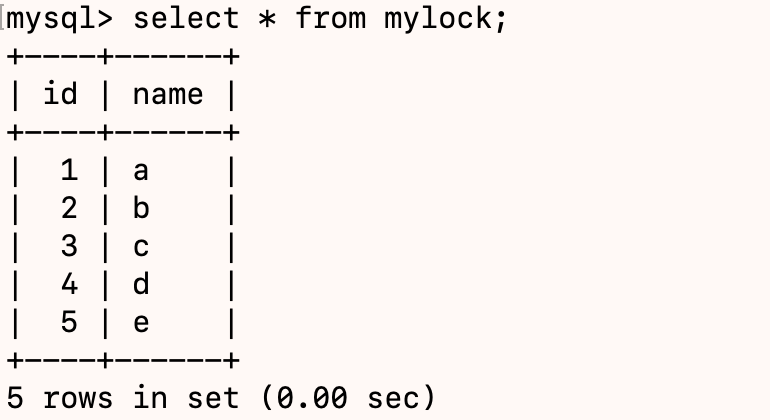 [mysql> select * from mylock;
+----+------+
| id | name |
+----+------+
|  1 | a    |
|  2 | b    |
|  3 | c    |
|  4 | d    |
|  5 | e    |
+----+------+
5 rows in set (0.00 sec)